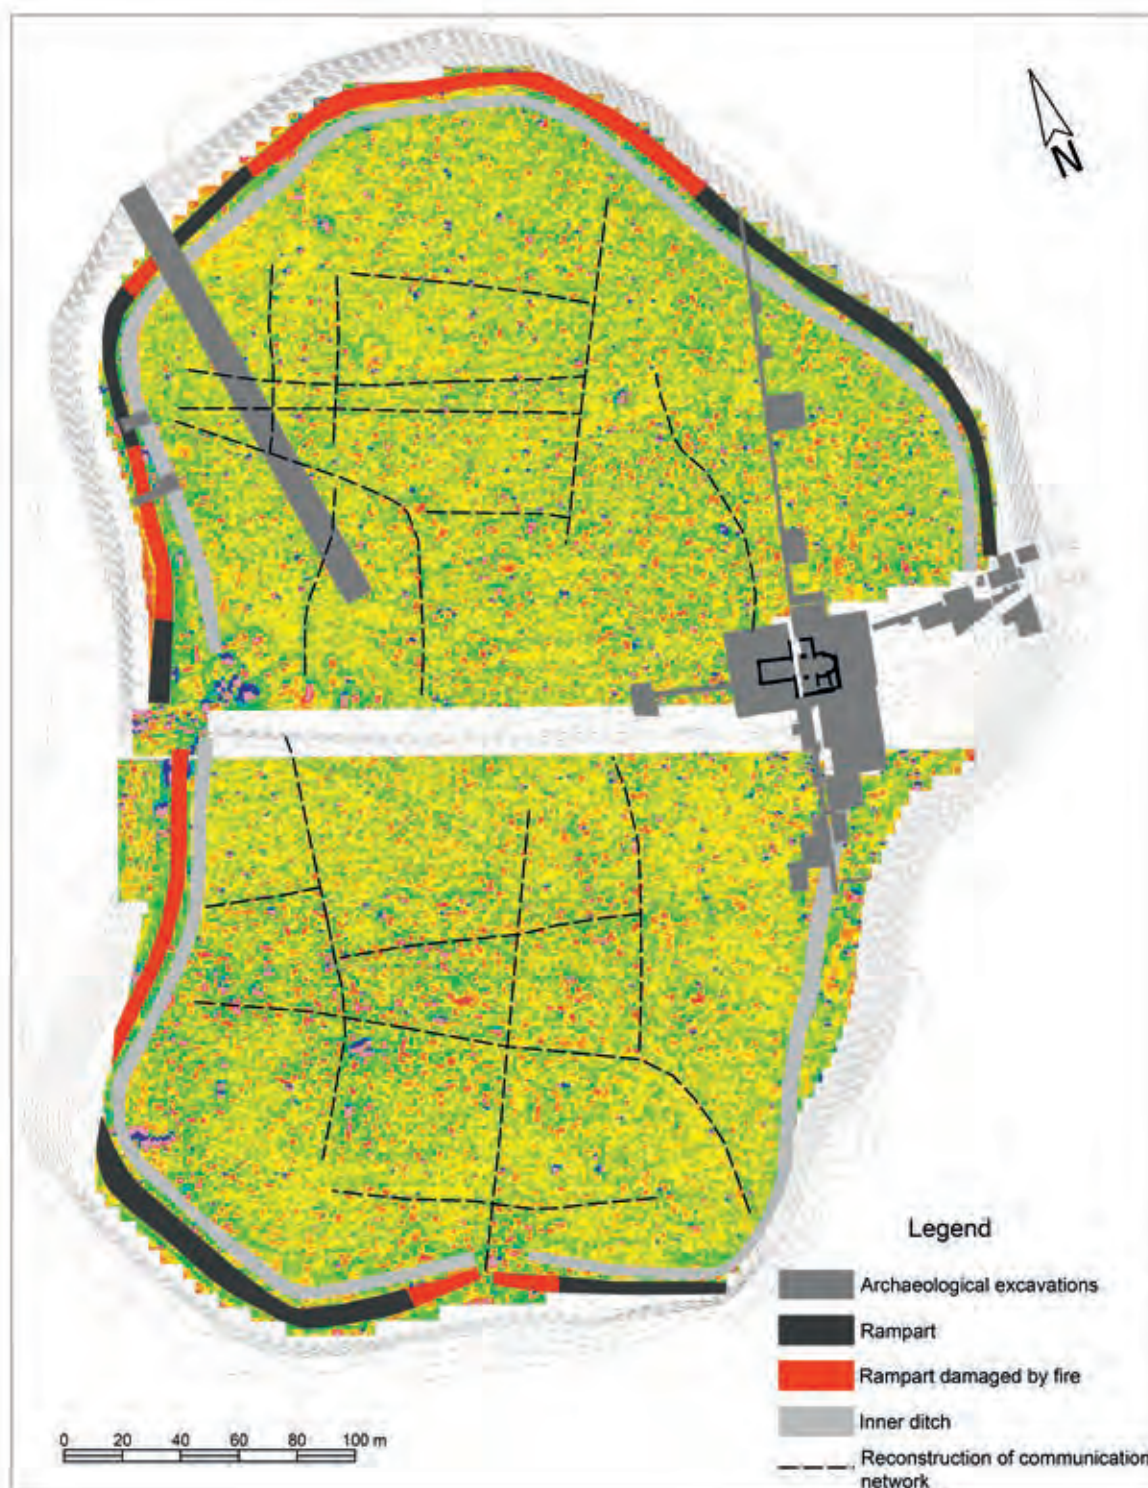 N
Legend
Archaeological excavations
Rampart
Rampart damaged by fire
Inner ditch
Reconstruction of communication
network
0 20 40 60 80 100 m